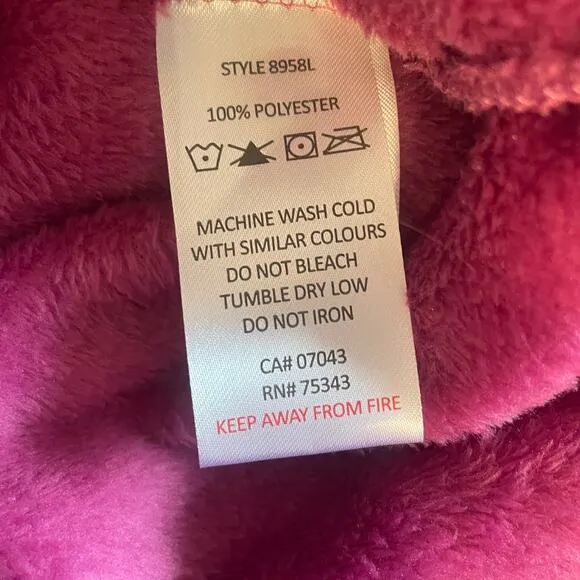 STYLE 8958L
100% POLYESTER
MACHINE WASH COLD
WITH SIMILAR COLOURS
DO NOT BLEACH
TUMBLE DRY LOW
DO NOT IRON
CA# 07043
RN# 75343
KEEP AWAY FROM FIRE